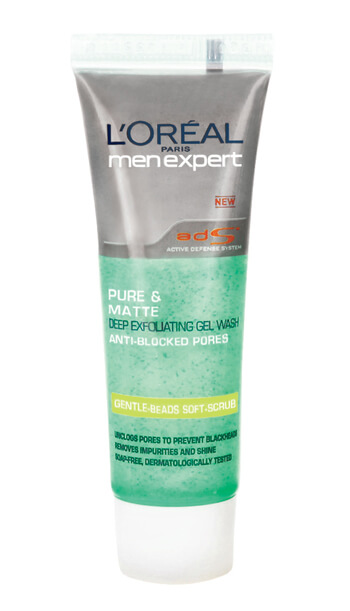 L'ORÉAL
PARIS
men expert
NEW
adS
ACTIVE DEFENSE SYSTEM
PURE &
MATTE
DEEP EXFOLIATING GEL WASH
ANTI-BLOCKED PORES
GENTLE-BEADS SOFT-SCRUB
UNCLOGS PORES TO PREVENT BLACKHEADS
REMOVES IMPURITIES AND SHINE
SOAP-FREE, DERMATOLOGICALLY TESTED